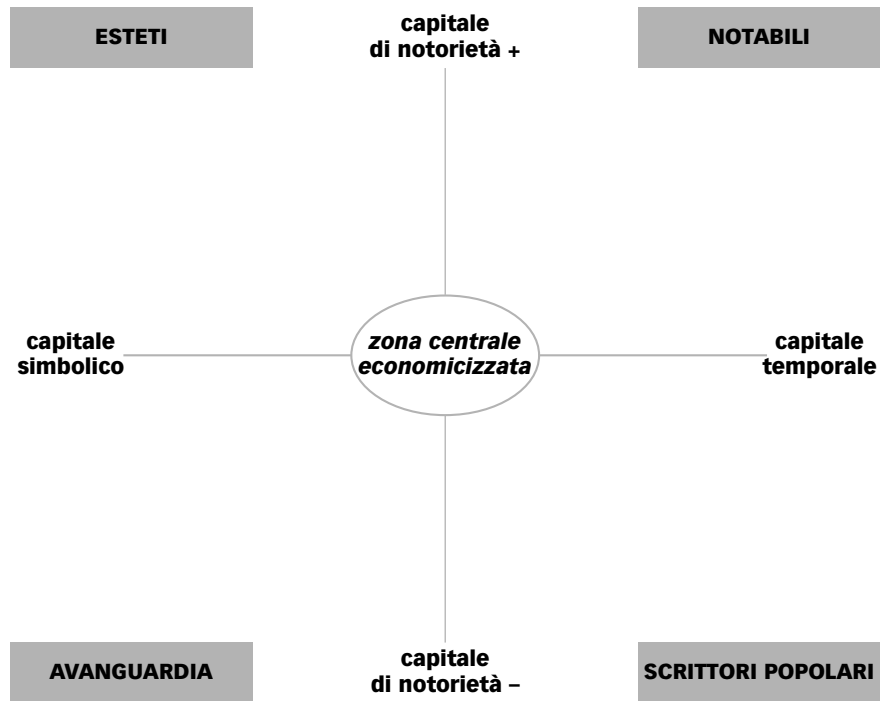 ESTETI
capitale
di notorietà +
NOTABILI
capitale
simbolico
zona centrale
economicizzata
capitale
temporale
AVANGUARDIA
capitale
di notorietà –
SCRITTORI POPOLARI